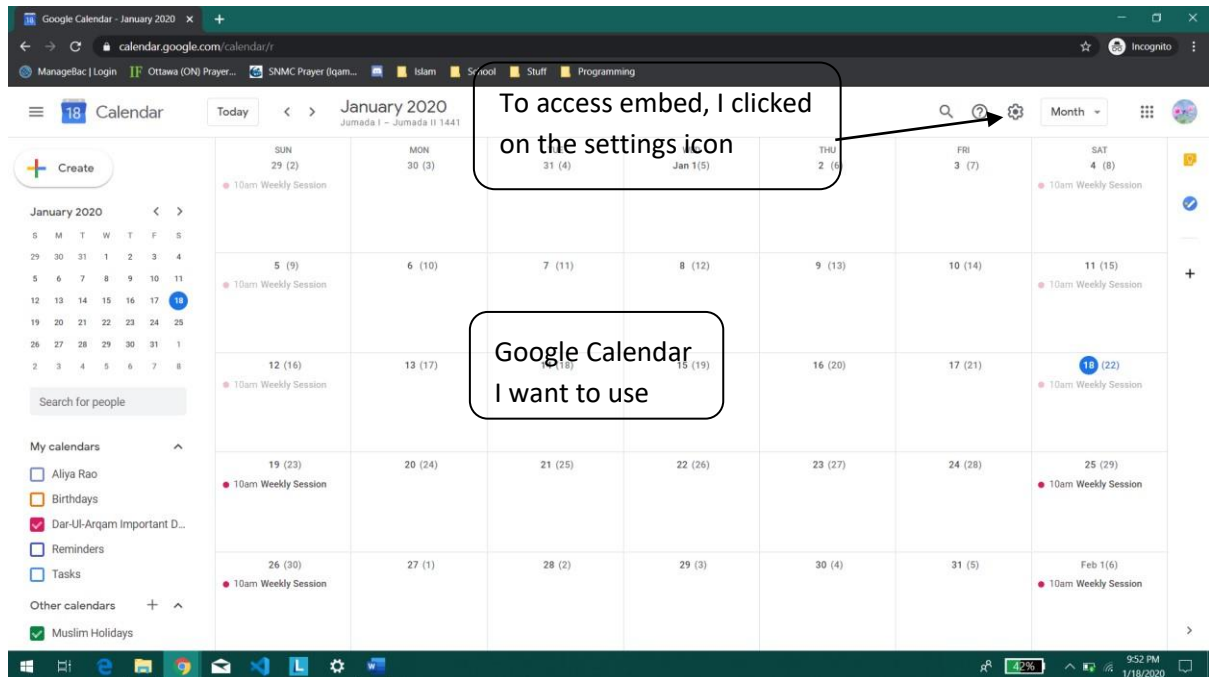 Google Calendar - January 2020
calendar.google.com/calendar/r
Incognito
ManageBac | Login
Ottawa (ON) Prayer...
SNMC Prayer (Iqam...
Islam
School
Stuff
Programming
18 Calendar
Today
January 2020
Jumada I – Jumada II 1441
Month
To access embed, I clicked
on the settings icon
Create
January 2020
S M T W T F S
29 30 31 1 2 3 4
5 6 7 8 9 10 11
12 13 14 15 16 17 18
19 20 21 22 23 24 25
26 27 28 29 30 31 1
2 3 4 5 6 7 8
Search for people
My calendars
Aliya Rao
Birthdays
Dar-Ul-Arqam Important D...
Reminders
Tasks
Other calendars
Muslim Holidays
SUN MON THU FRI SAT
29 (2) 30 (3) 31 (4) Jan 1(5) 2 (6) 3 (7) 4 (8)
10am Weekly Session 10am Weekly Session
5 (9) 6 (10) 7 (11) 8 (12) 9 (13) 10 (14) 11 (15)
10am Weekly Session 10am Weekly Session
Google Calendar
I want to use
12 (16) 13 (17) 14 (18) 15 (19) 16 (20) 17 (21) 18 (22)
10am Weekly Session 10am Weekly Session
19 (23) 20 (24) 21 (25) 22 (26) 23 (27) 24 (28) 25 (29)
10am Weekly Session 10am Weekly Session
26 (30) 27 (1) 28 (2) 29 (3) 30 (4) 31 (5) Feb 1(6)
10am Weekly Session 10am Weekly Session
42%
9:52 PM
1/18/2020